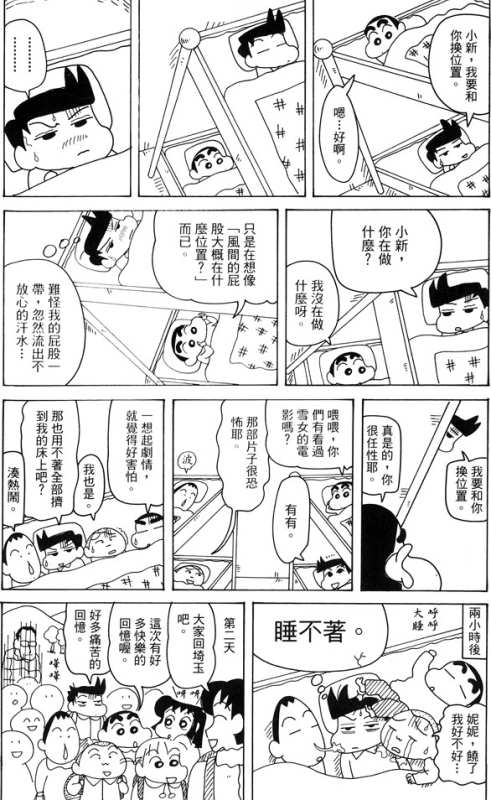 小新，我要和
你換位置。
嗯…好啊。
………………
小新，
你在做
什麼？
我沒在做
什麼呀。
只是在想像
「風間的屁
股大概在什
麼位置？」
而已。
難怪我的屁股一
帶，忽然流出不
放心的汗水…
我要和你
換位置。
真是的，你
很任性耶。
喂喂，你
們有看過
雪女的電
影嗎？
有有。
那部片子很恐
怖耶。
波
一想起劇情，
就覺得好害怕。
我也是。
那也用不著全部擠
到我的床上吧？
湊熱鬧。
兩小時後
呼呼
大睡
睡不著。
妮妮，饒了
我好不好…
第二天
大家回埼玉
吧。
這次有好
多快樂的
回憶喔。
好多痛苦的
回憶。